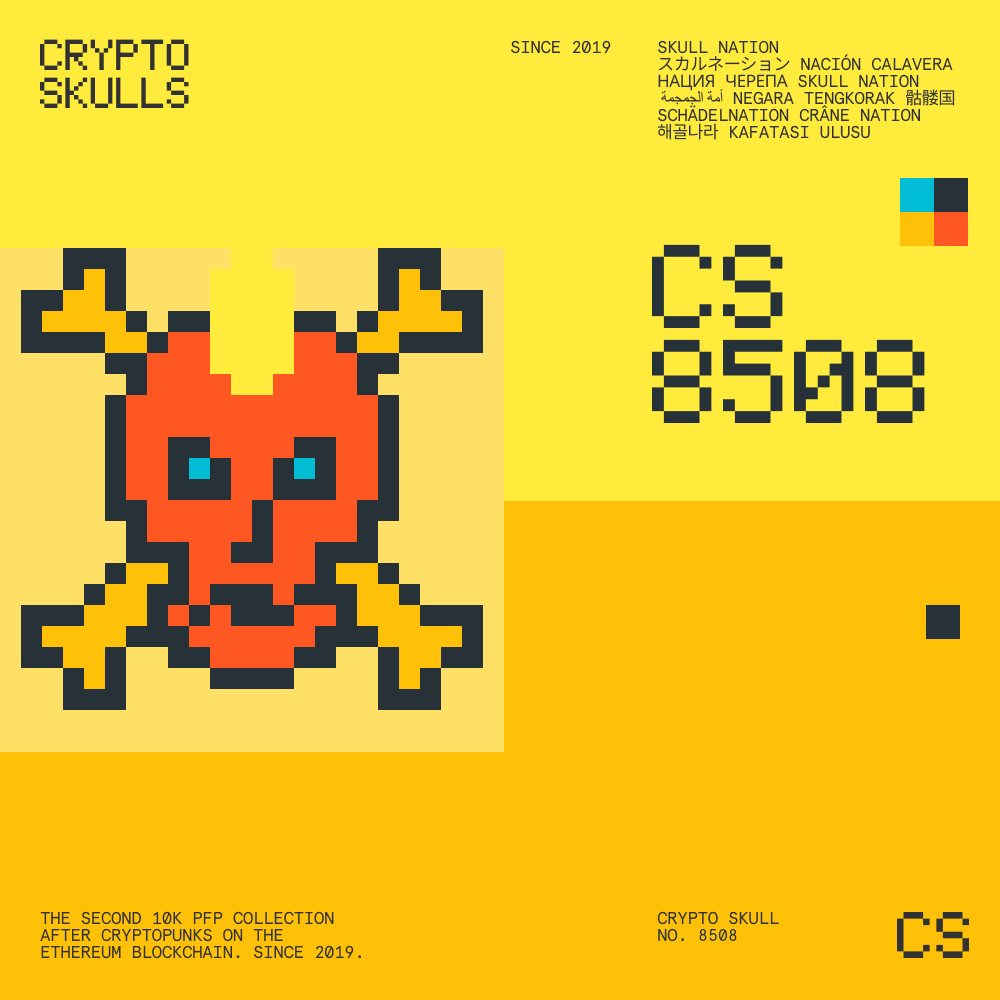 CRYPTO
SKULLS
SINCE 2019
SKULL NATION
スカルネーション NACIÓN CALAVERA
НАЦИЯ ЧЕРЕПА SKULL NATION
أمة الجمجمة NEGARA TENGKORAK 骷髅国
SCHÄDELNATION CRÂNE NATION
해골나라 KAFATASI ULUSU
CS
8508
THE SECOND 10K PFP COLLECTION
AFTER CRYPTOPUNKS ON THE
ETHEREUM BLOCKCHAIN. SINCE 2019.
CRYPTO SKULL
NO. 8508
CS